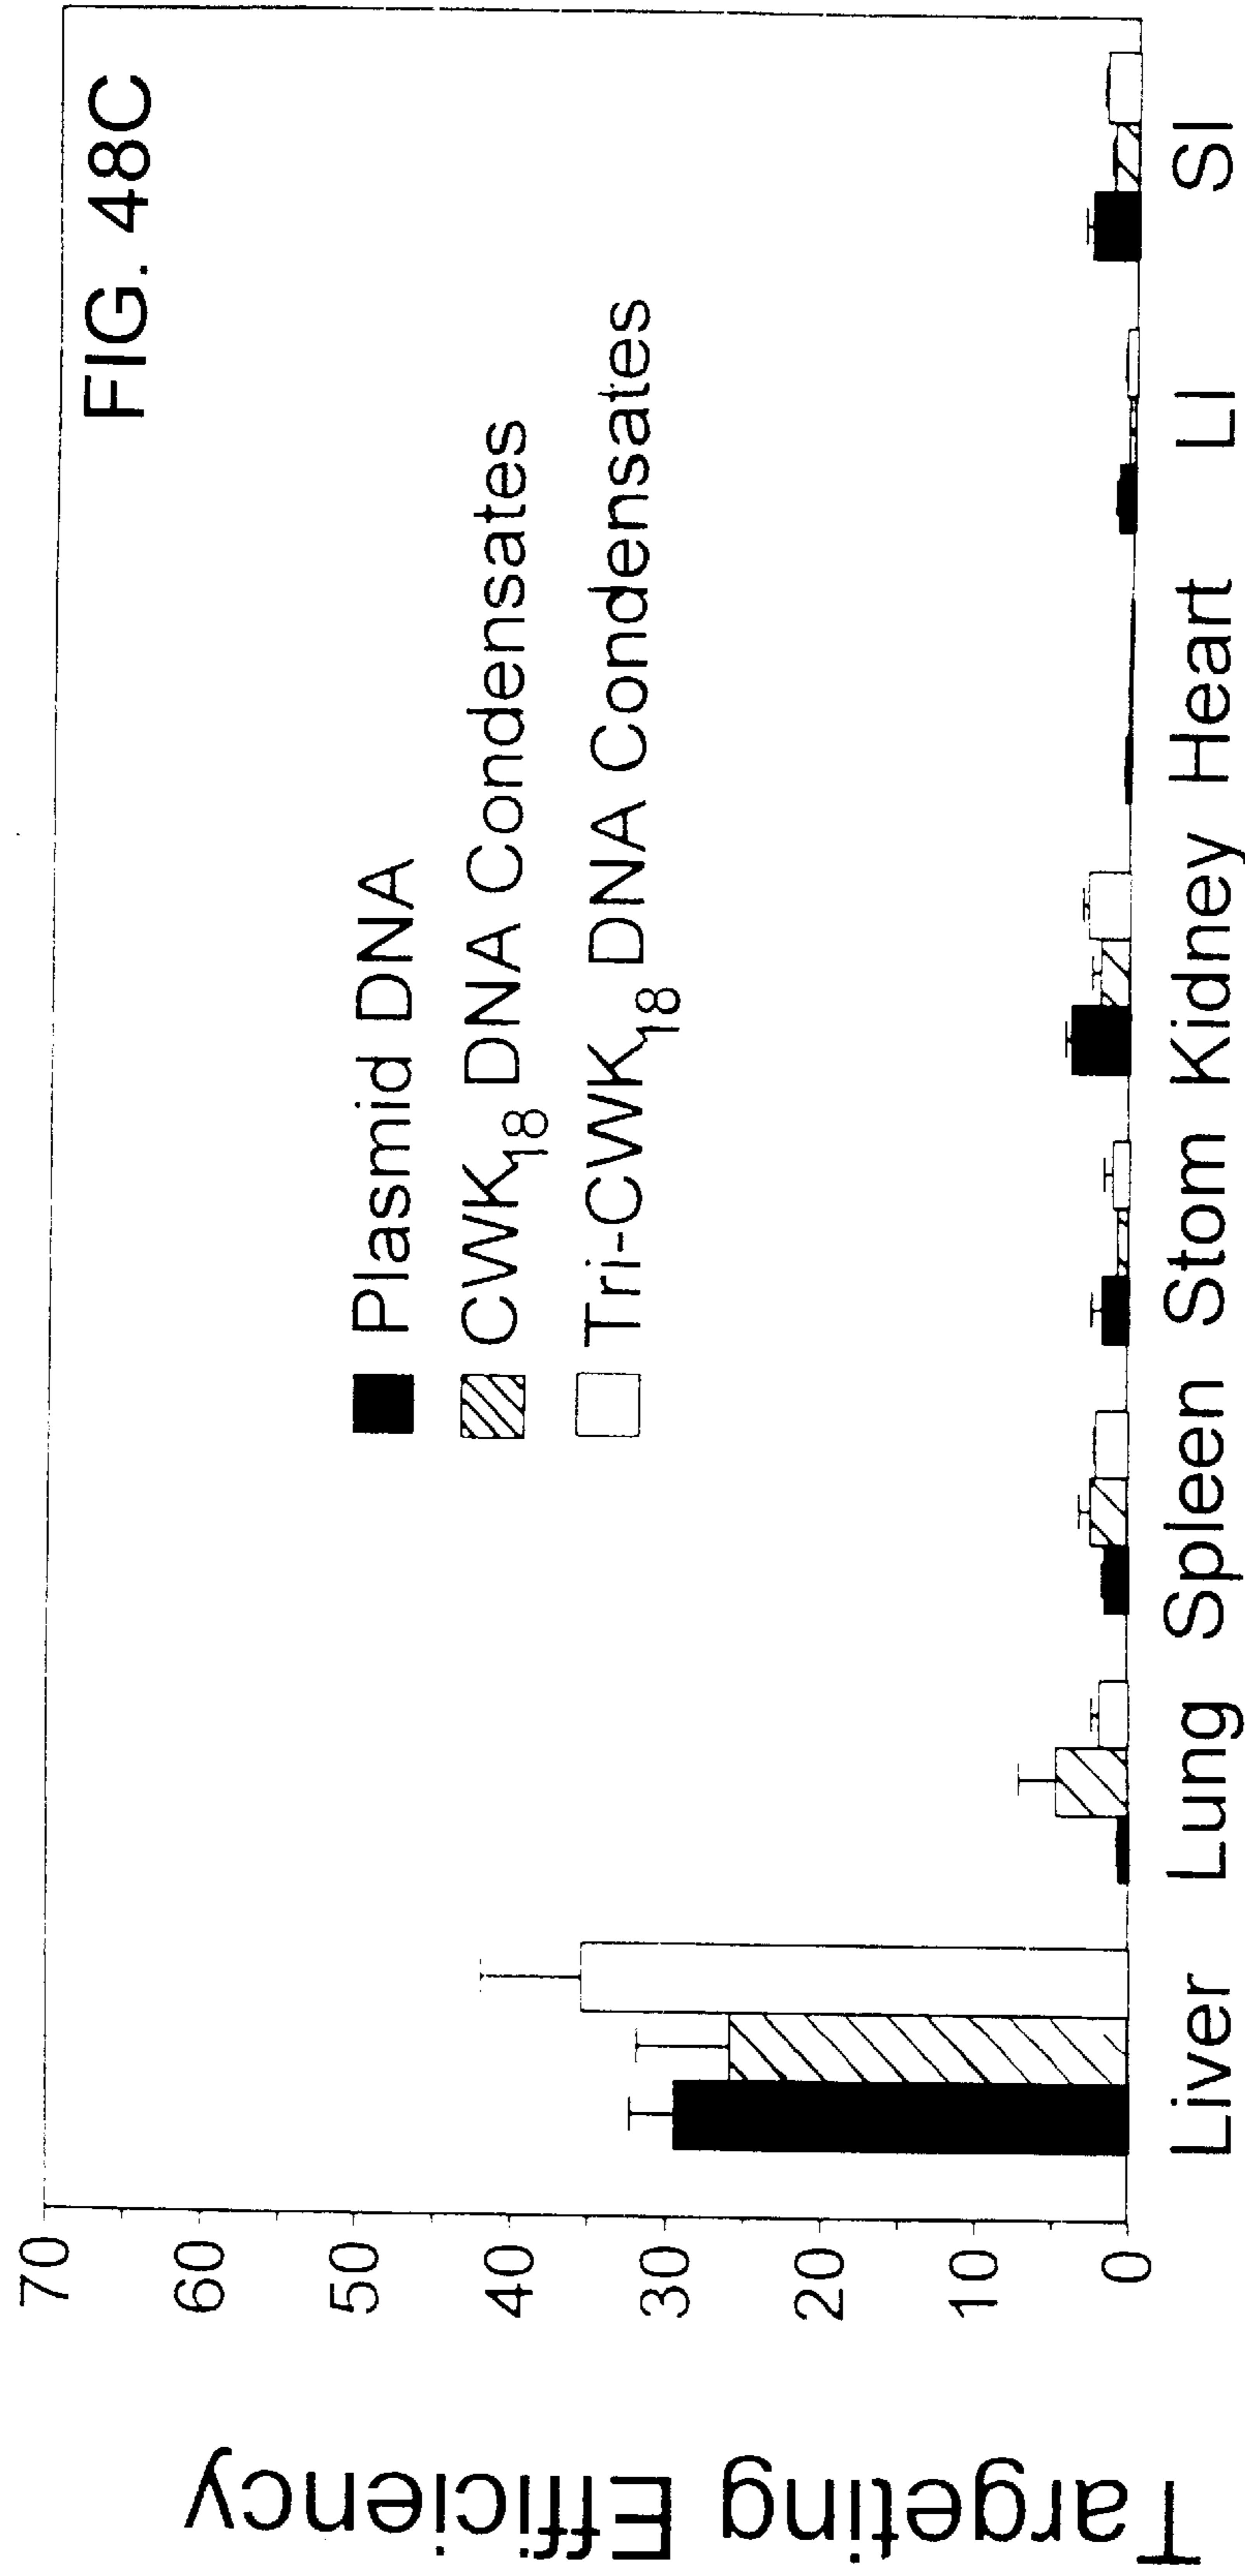 FIG. 48C
Plasmid DNA
CWK18 DNA Condensates
Tri-CWK18 DNA Condensates
Targeting Efficiency
70
60
50
40
30
20
10
0
Liver Lung Spleen Stom Kidney Heart LI SI